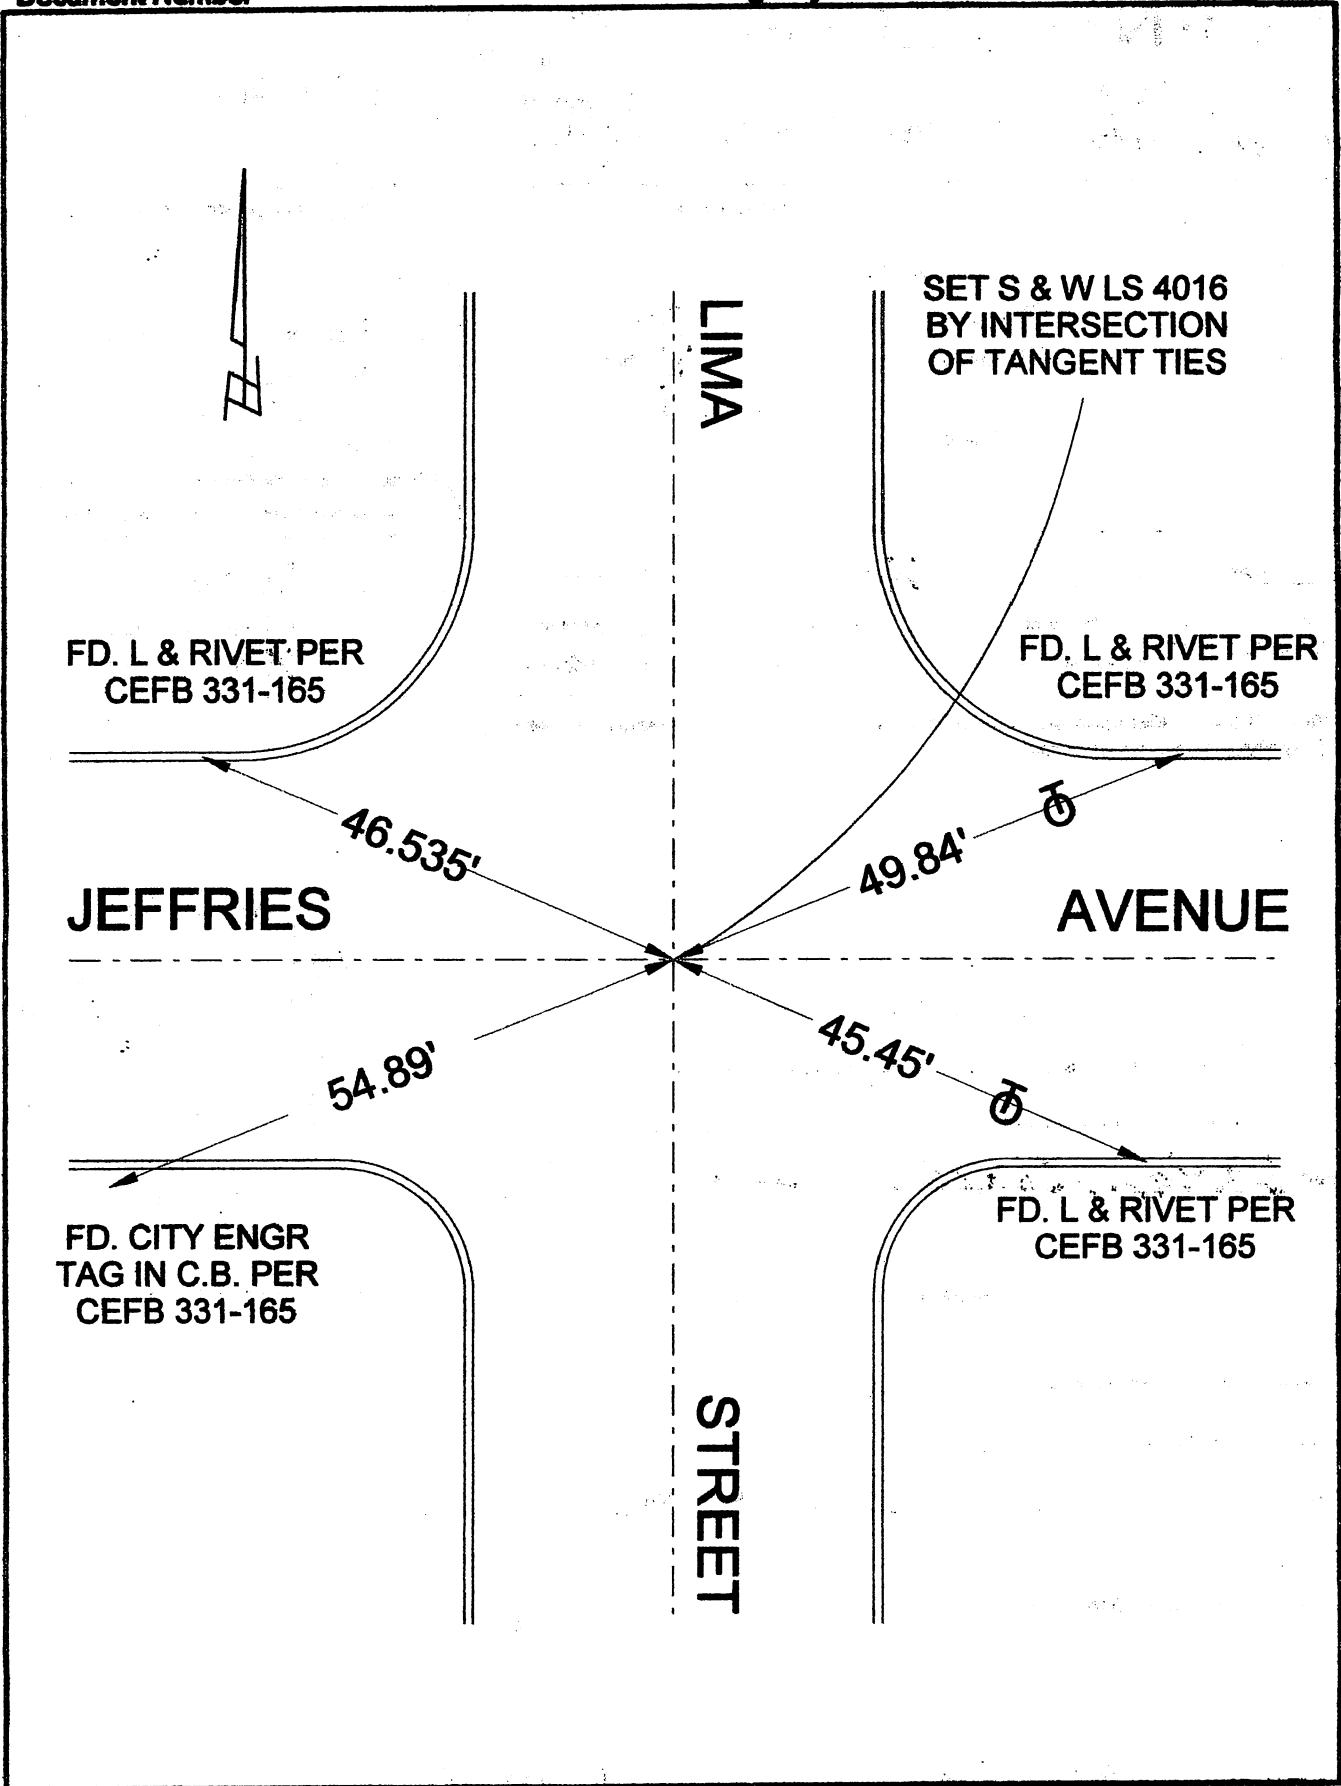 LIMA
SET S & W LS 4016
BY INTERSECTION
OF TANGENT TIES
FD. L & RIVET PER
CEFB 331-165
FD. L & RIVET PER
CEFB 331-165
46.535'
49.84'
JEFFRIES
AVENUE
54.89'
45.45'
FD. CITY ENGR
TAG IN C.B. PER
CEFB 331-165
FD. L & RIVET PER
CEFB 331-165
STREET